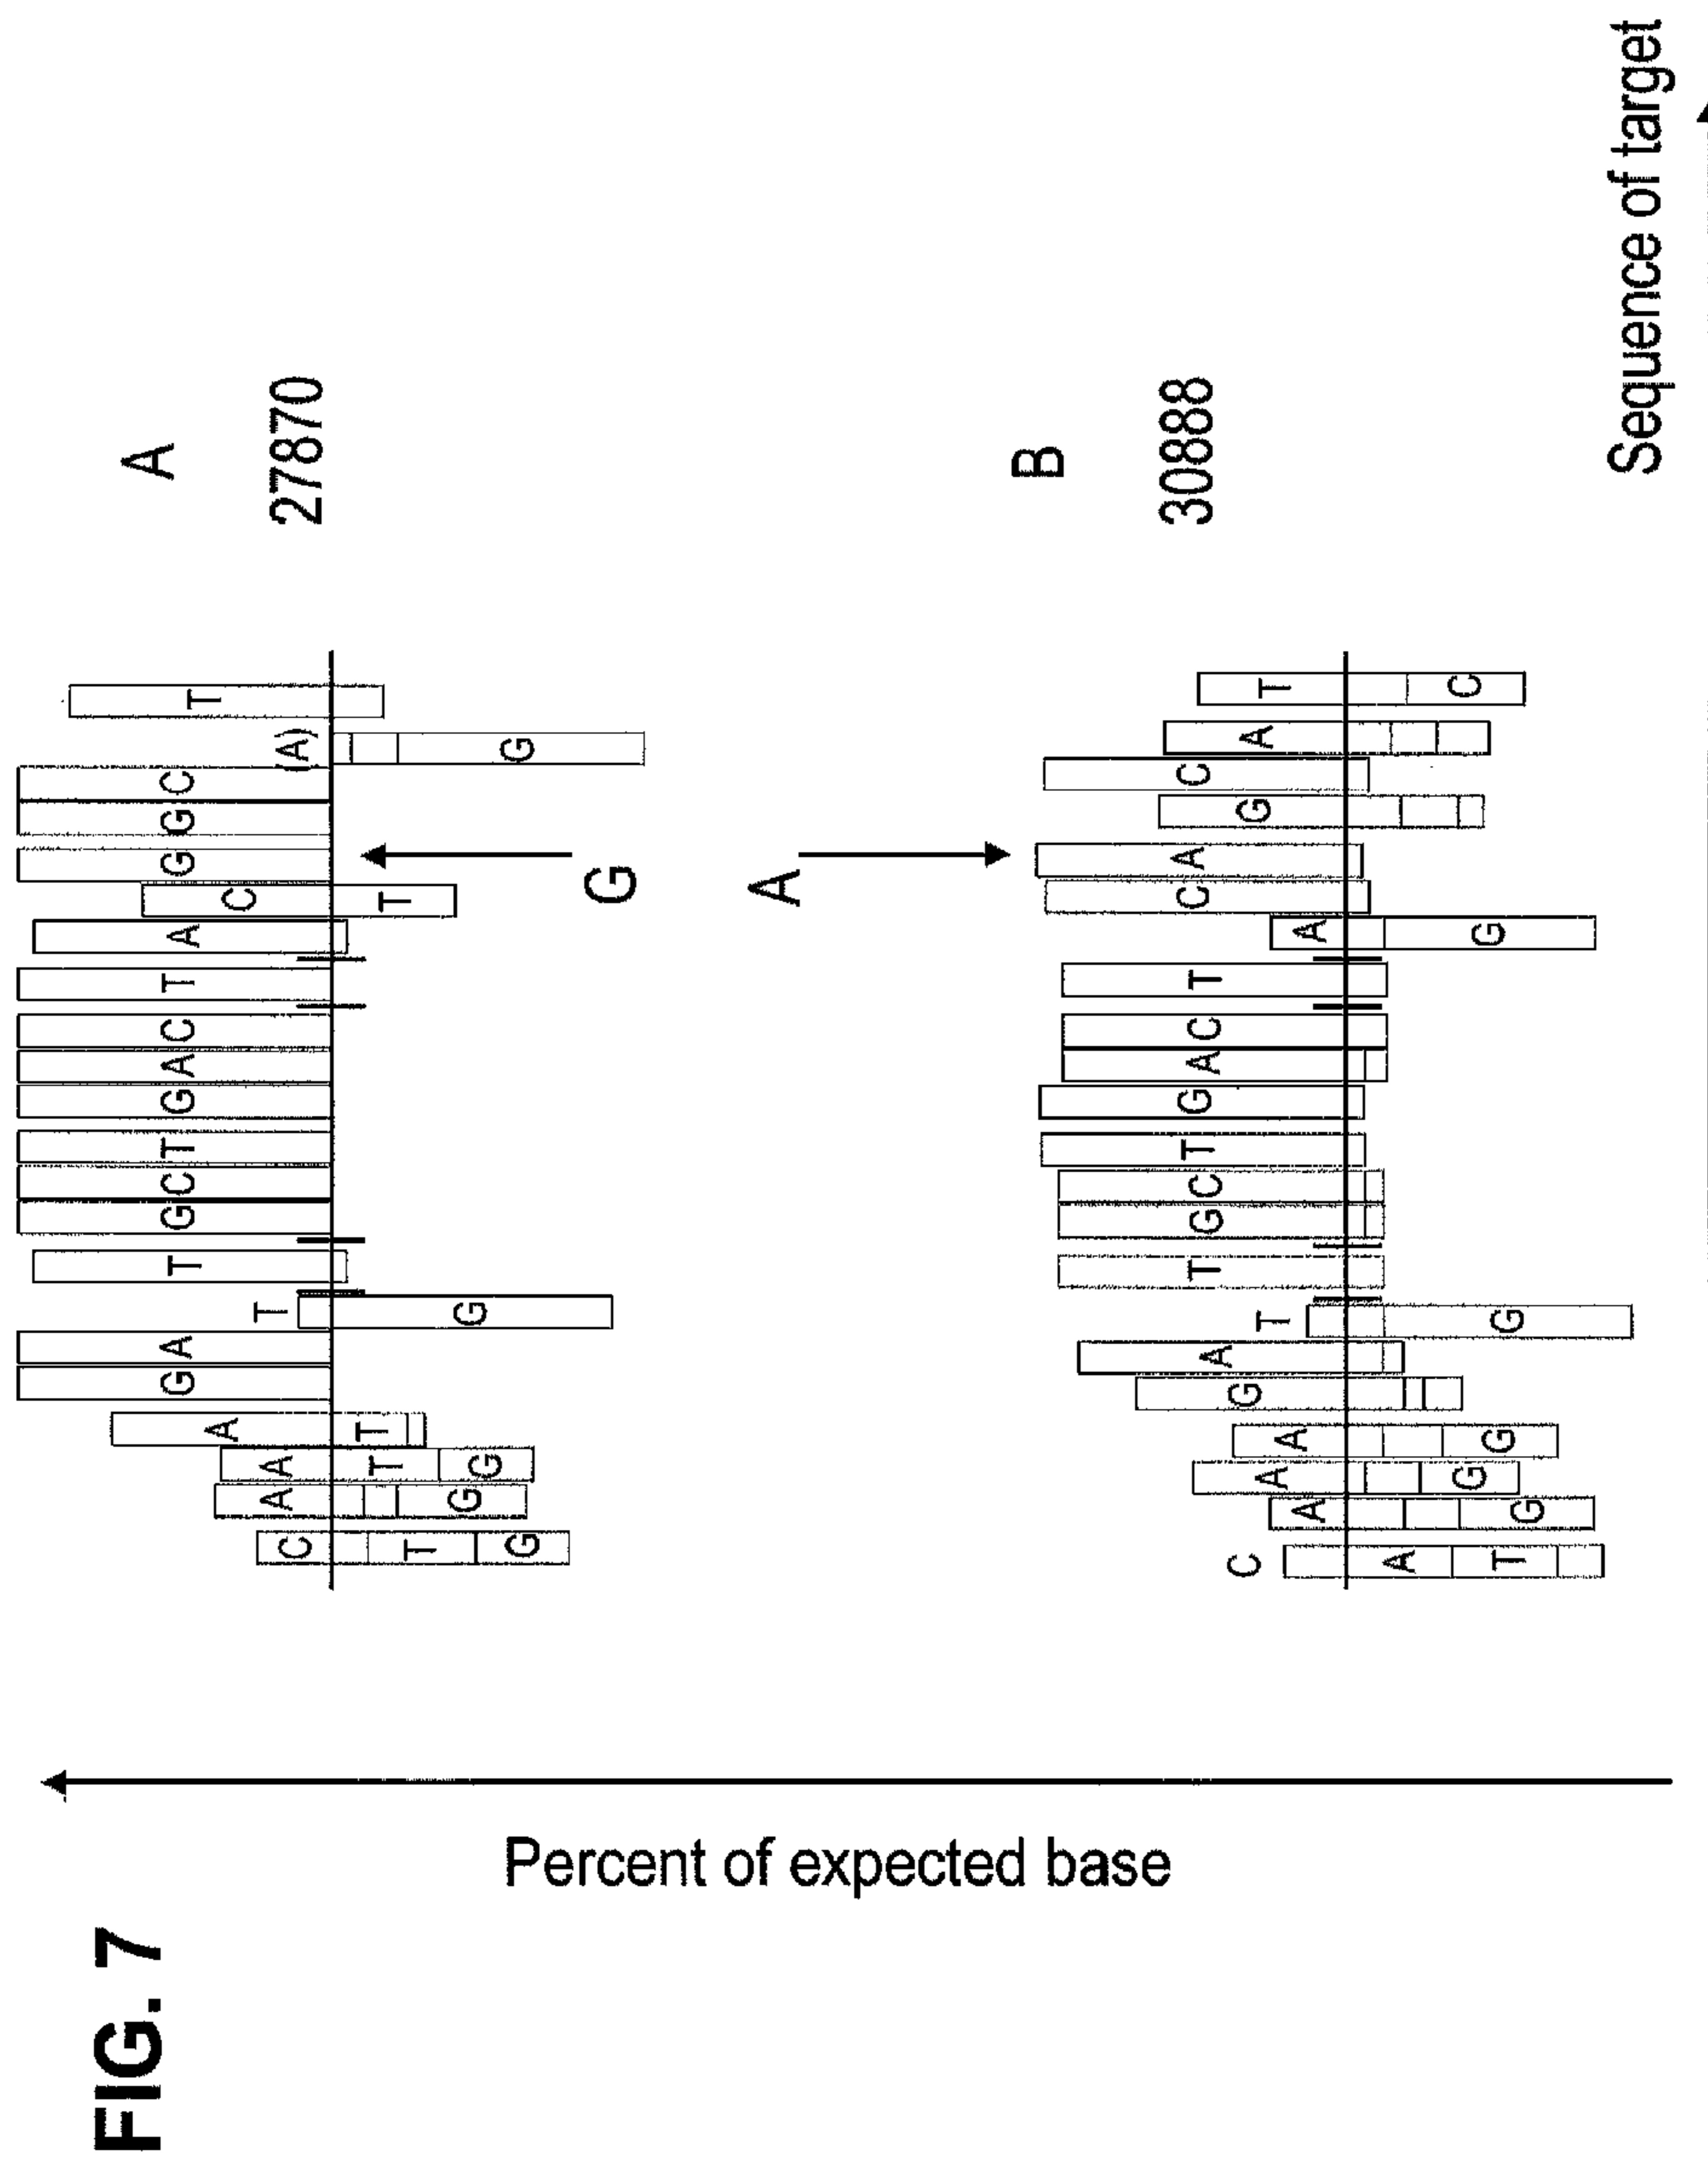 FIG. 7
A
27870
C A A A G A T T G C T G A C T A C G G C (A) T
T T T T
G G G G G
G
A
B
30888
C A A A G A T T G C T G A C T A C A G C A T
A G G G G G C
T
Percent of expected base
Sequence of target